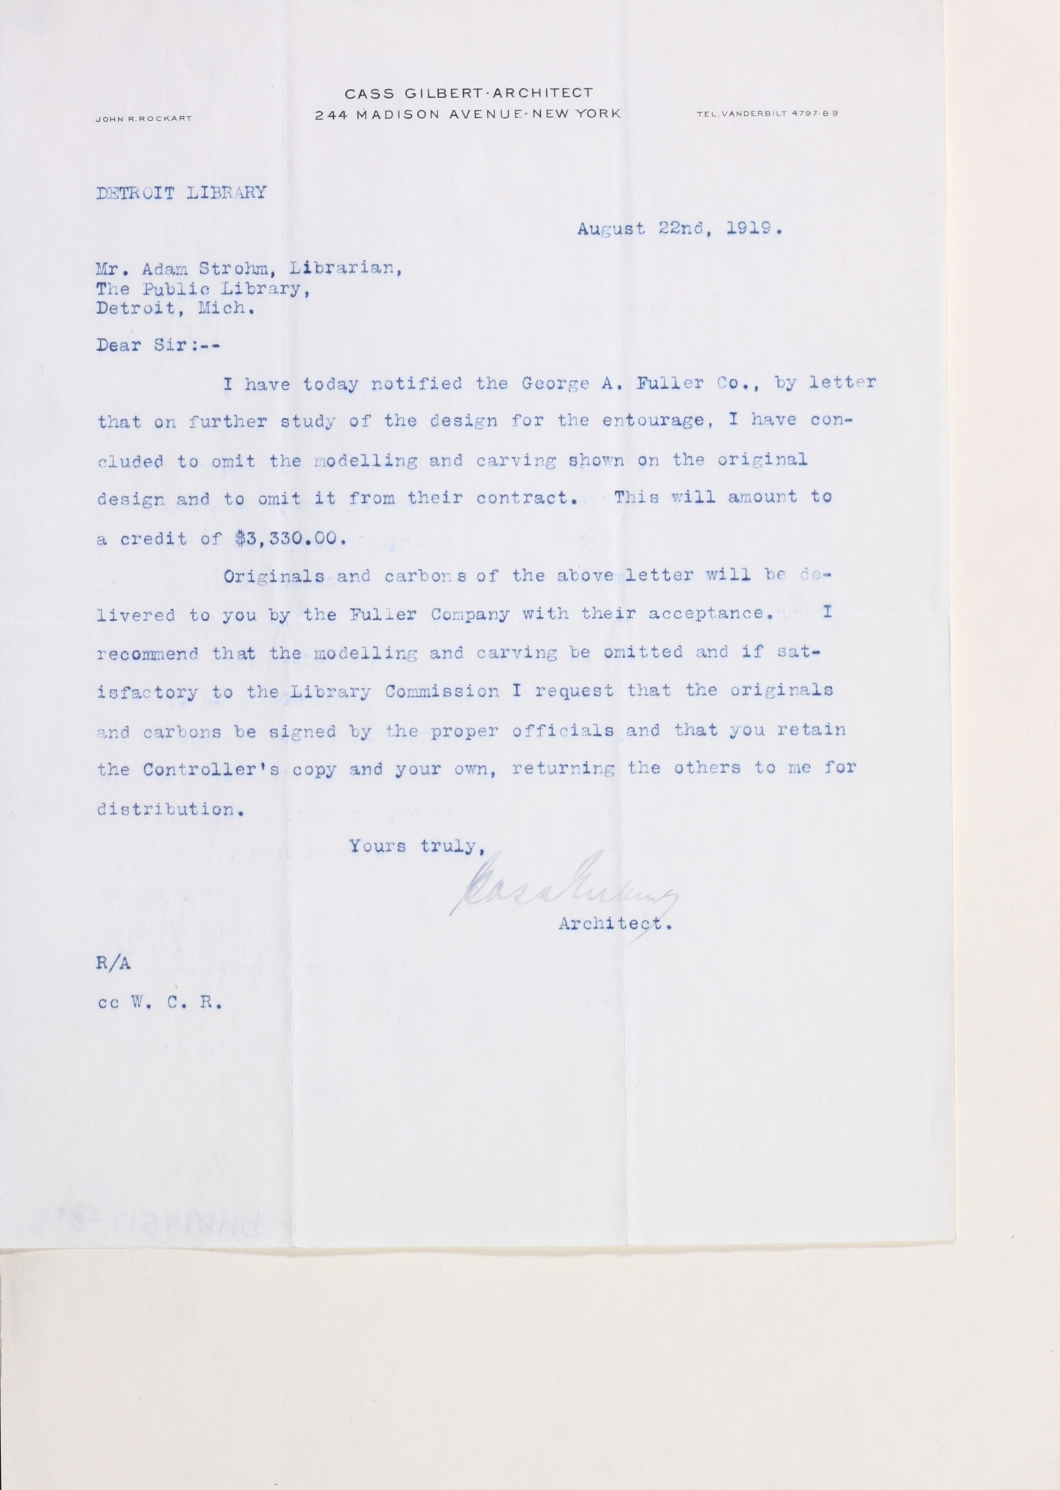 CASS GILBERT·ARCHITECT
244 MADISON AVENUE·NEW YORK
JOHN R. ROCKART
TEL. VANDERBILT 4797-8-9
DETROIT LIBRARY
August 22nd, 1919.
Mr. Adam Strohm, Librarian,
The Public Library,
Detroit, Mich.
Dear Sir:--
I have today notified the George A. Fuller Co., by letter
that on further study of the design for the entourage, I have con-
cluded to omit the modelling and carving shown on the original
design and to omit it from their contract. This will amount to
a credit of $3,330.00.
Originals and carbons of the above letter will be de-
livered to you by the Fuller Company with their acceptance. I
recommend that the modelling and carving be omitted and if sat-
isfactory to the Library Commission I request that the originals
and carbons be signed by the proper officials and that you retain
the Controller's copy and your own, returning the others to me for
distribution.
Yours truly,
Cass Gilbert
Architect.
R/A
cc W. C. R.